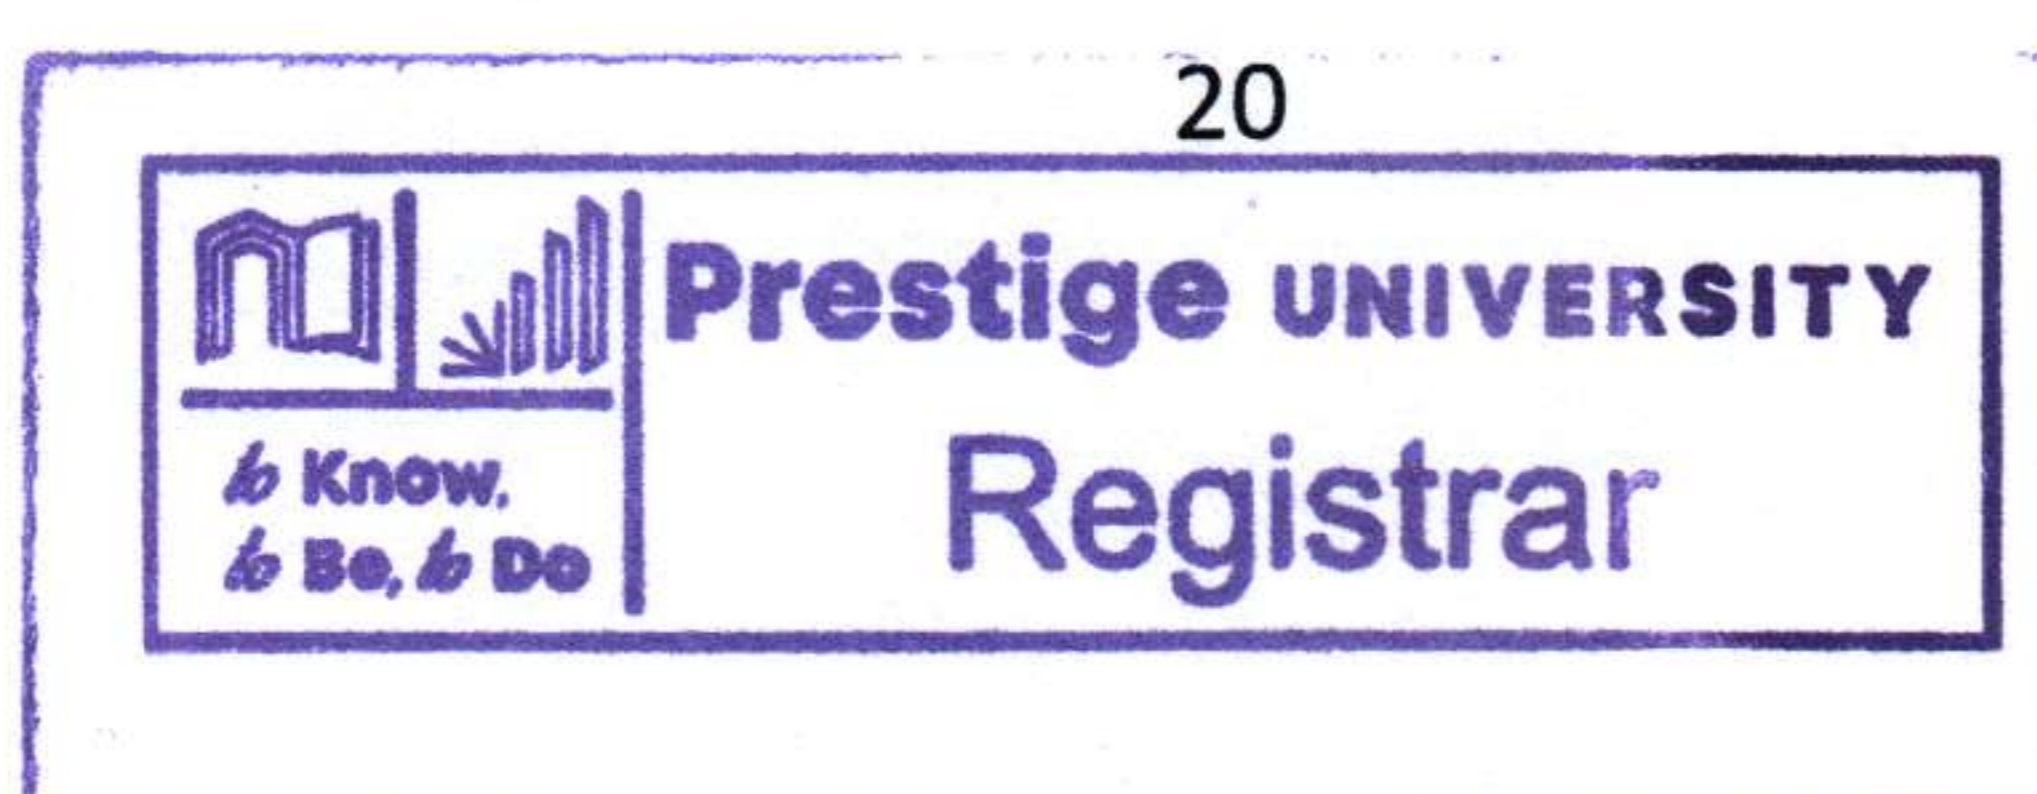 20
Prestige UNIVERSITY
Registrar
to Know,
to Be, to Do